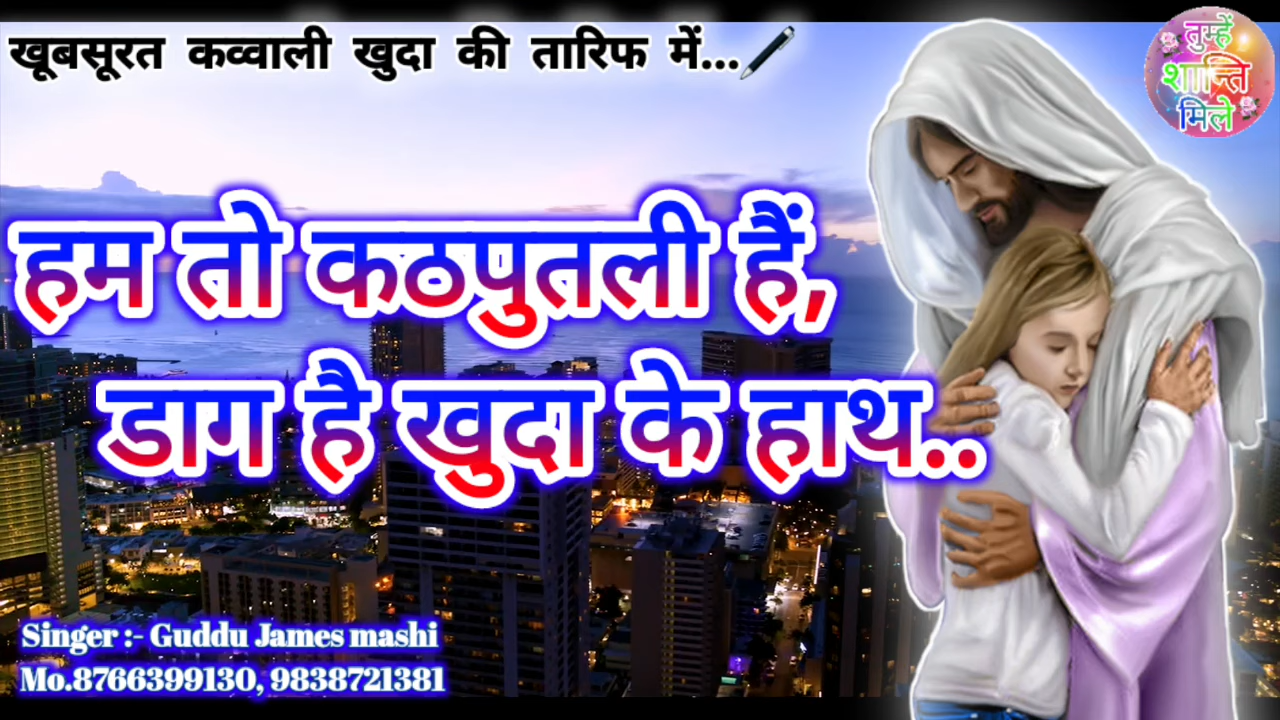 खूबसूरत कव्वाली खुदा की तारिफ में...
तुम्हें
शान्ति
मिले
हम तो कठपुतली हैं,
डाग है खुदा के हाथ..
Singer :- Guddu James mashi
Mo.8766399130, 9838721381